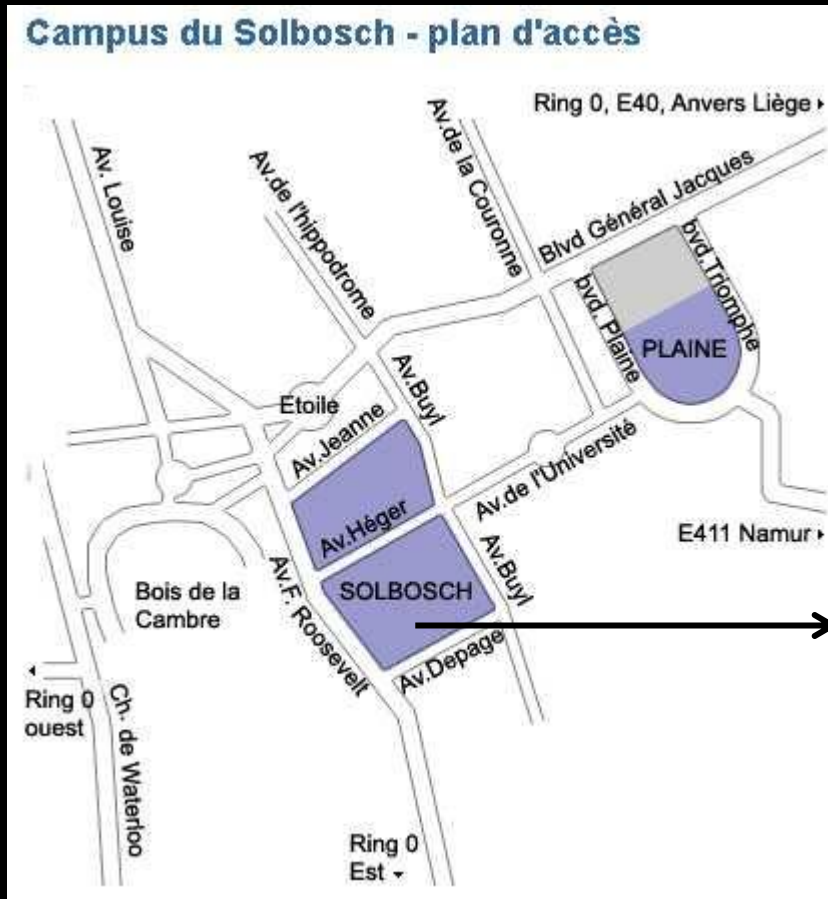 Campus du Solbosch - plan d'accès
Ring 0, E40, Anvers Liège
Av. Louise
Av.de l'hippodrome
Av.de la Couronne
Blvd Général Jacques
bvd. Plaine
bvd.Triomphe
PLAINE
Etoile
Av.Buyl
Av.Jeanne
Av.de l'Université
Av.Héger
E411 Namur
Av.Buyl
SOLBOSCH
Bois de la
Cambre
Av.F. Roosevelt
Av.Depage
Ring 0
ouest
Ch. de Waterloo
Ring 0
Est